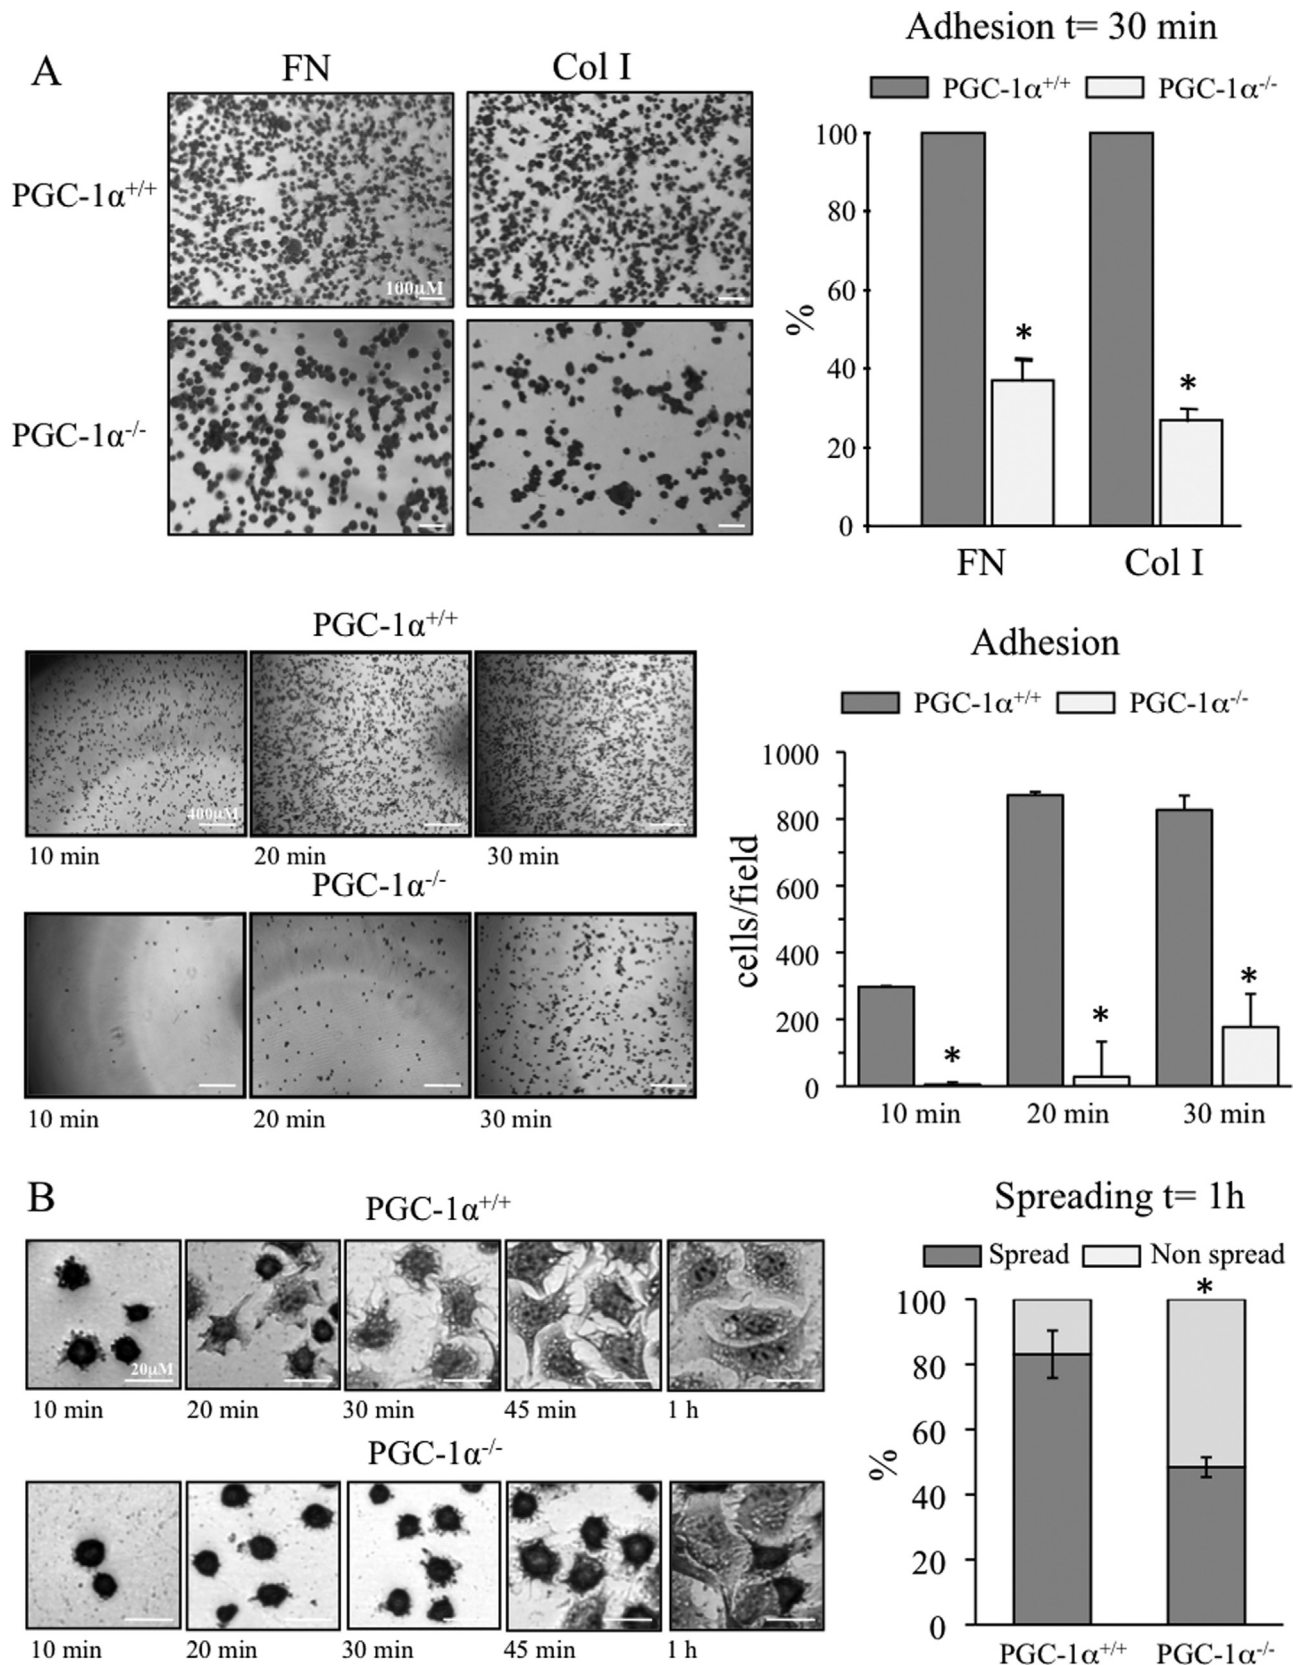 A
FN
Col I
PGC-1α+/+
100μM
PGC-1α-/-
Adhesion t= 30 min
PGC-1α+/+ PGC-1α-/-
100
80
60
40
20
0
%
*
*
FN
Col I
PGC-1α+/+
400μM
10 min
20 min
30 min
PGC-1α-/-
10 min
20 min
30 min
Adhesion
PGC-1α+/+ PGC-1α-/-
1000
800
600
400
200
0
cells/field
*
*
*
10 min
20 min
30 min
B
PGC-1α+/+
20μM
10 min
20 min
30 min
45 min
1 h
PGC-1α-/-
10 min
20 min
30 min
45 min
1 h
Spreading t= 1h
Spread Non spread
*
100
80
60
40
20
0
%
PGC-1α+/+
PGC-1α-/-